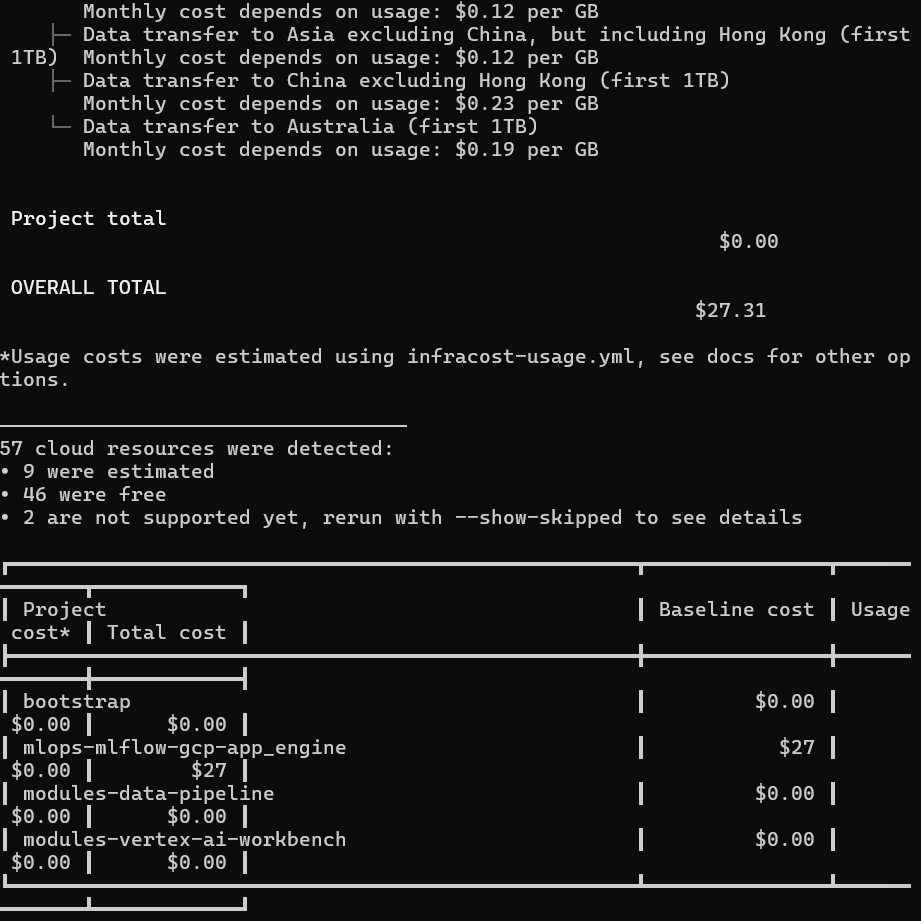 Monthly cost depends on usage: $0.12 per GB
├─ Data transfer to Asia excluding China, but including Hong Kong (first
1TB)  Monthly cost depends on usage: $0.12 per GB
├─ Data transfer to China excluding Hong Kong (first 1TB)
Monthly cost depends on usage: $0.23 per GB
└─ Data transfer to Australia (first 1TB)
Monthly cost depends on usage: $0.19 per GB
Project total
$0.00
OVERALL TOTAL
$27.31
*Usage costs were estimated using infracost-usage.yml, see docs for other op
tions.
57 cloud resources were detected:
• 9 were estimated
• 46 were free
• 2 are not supported yet, rerun with --show-skipped to see details
Project Baseline cost Usage
cost* Total cost
bootstrap $0.00
$0.00 $0.00
mlops-mlflow-gcp-app_engine $27
$0.00 $27
modules-data-pipeline $0.00
$0.00 $0.00
modules-vertex-ai-workbench $0.00
$0.00 $0.00